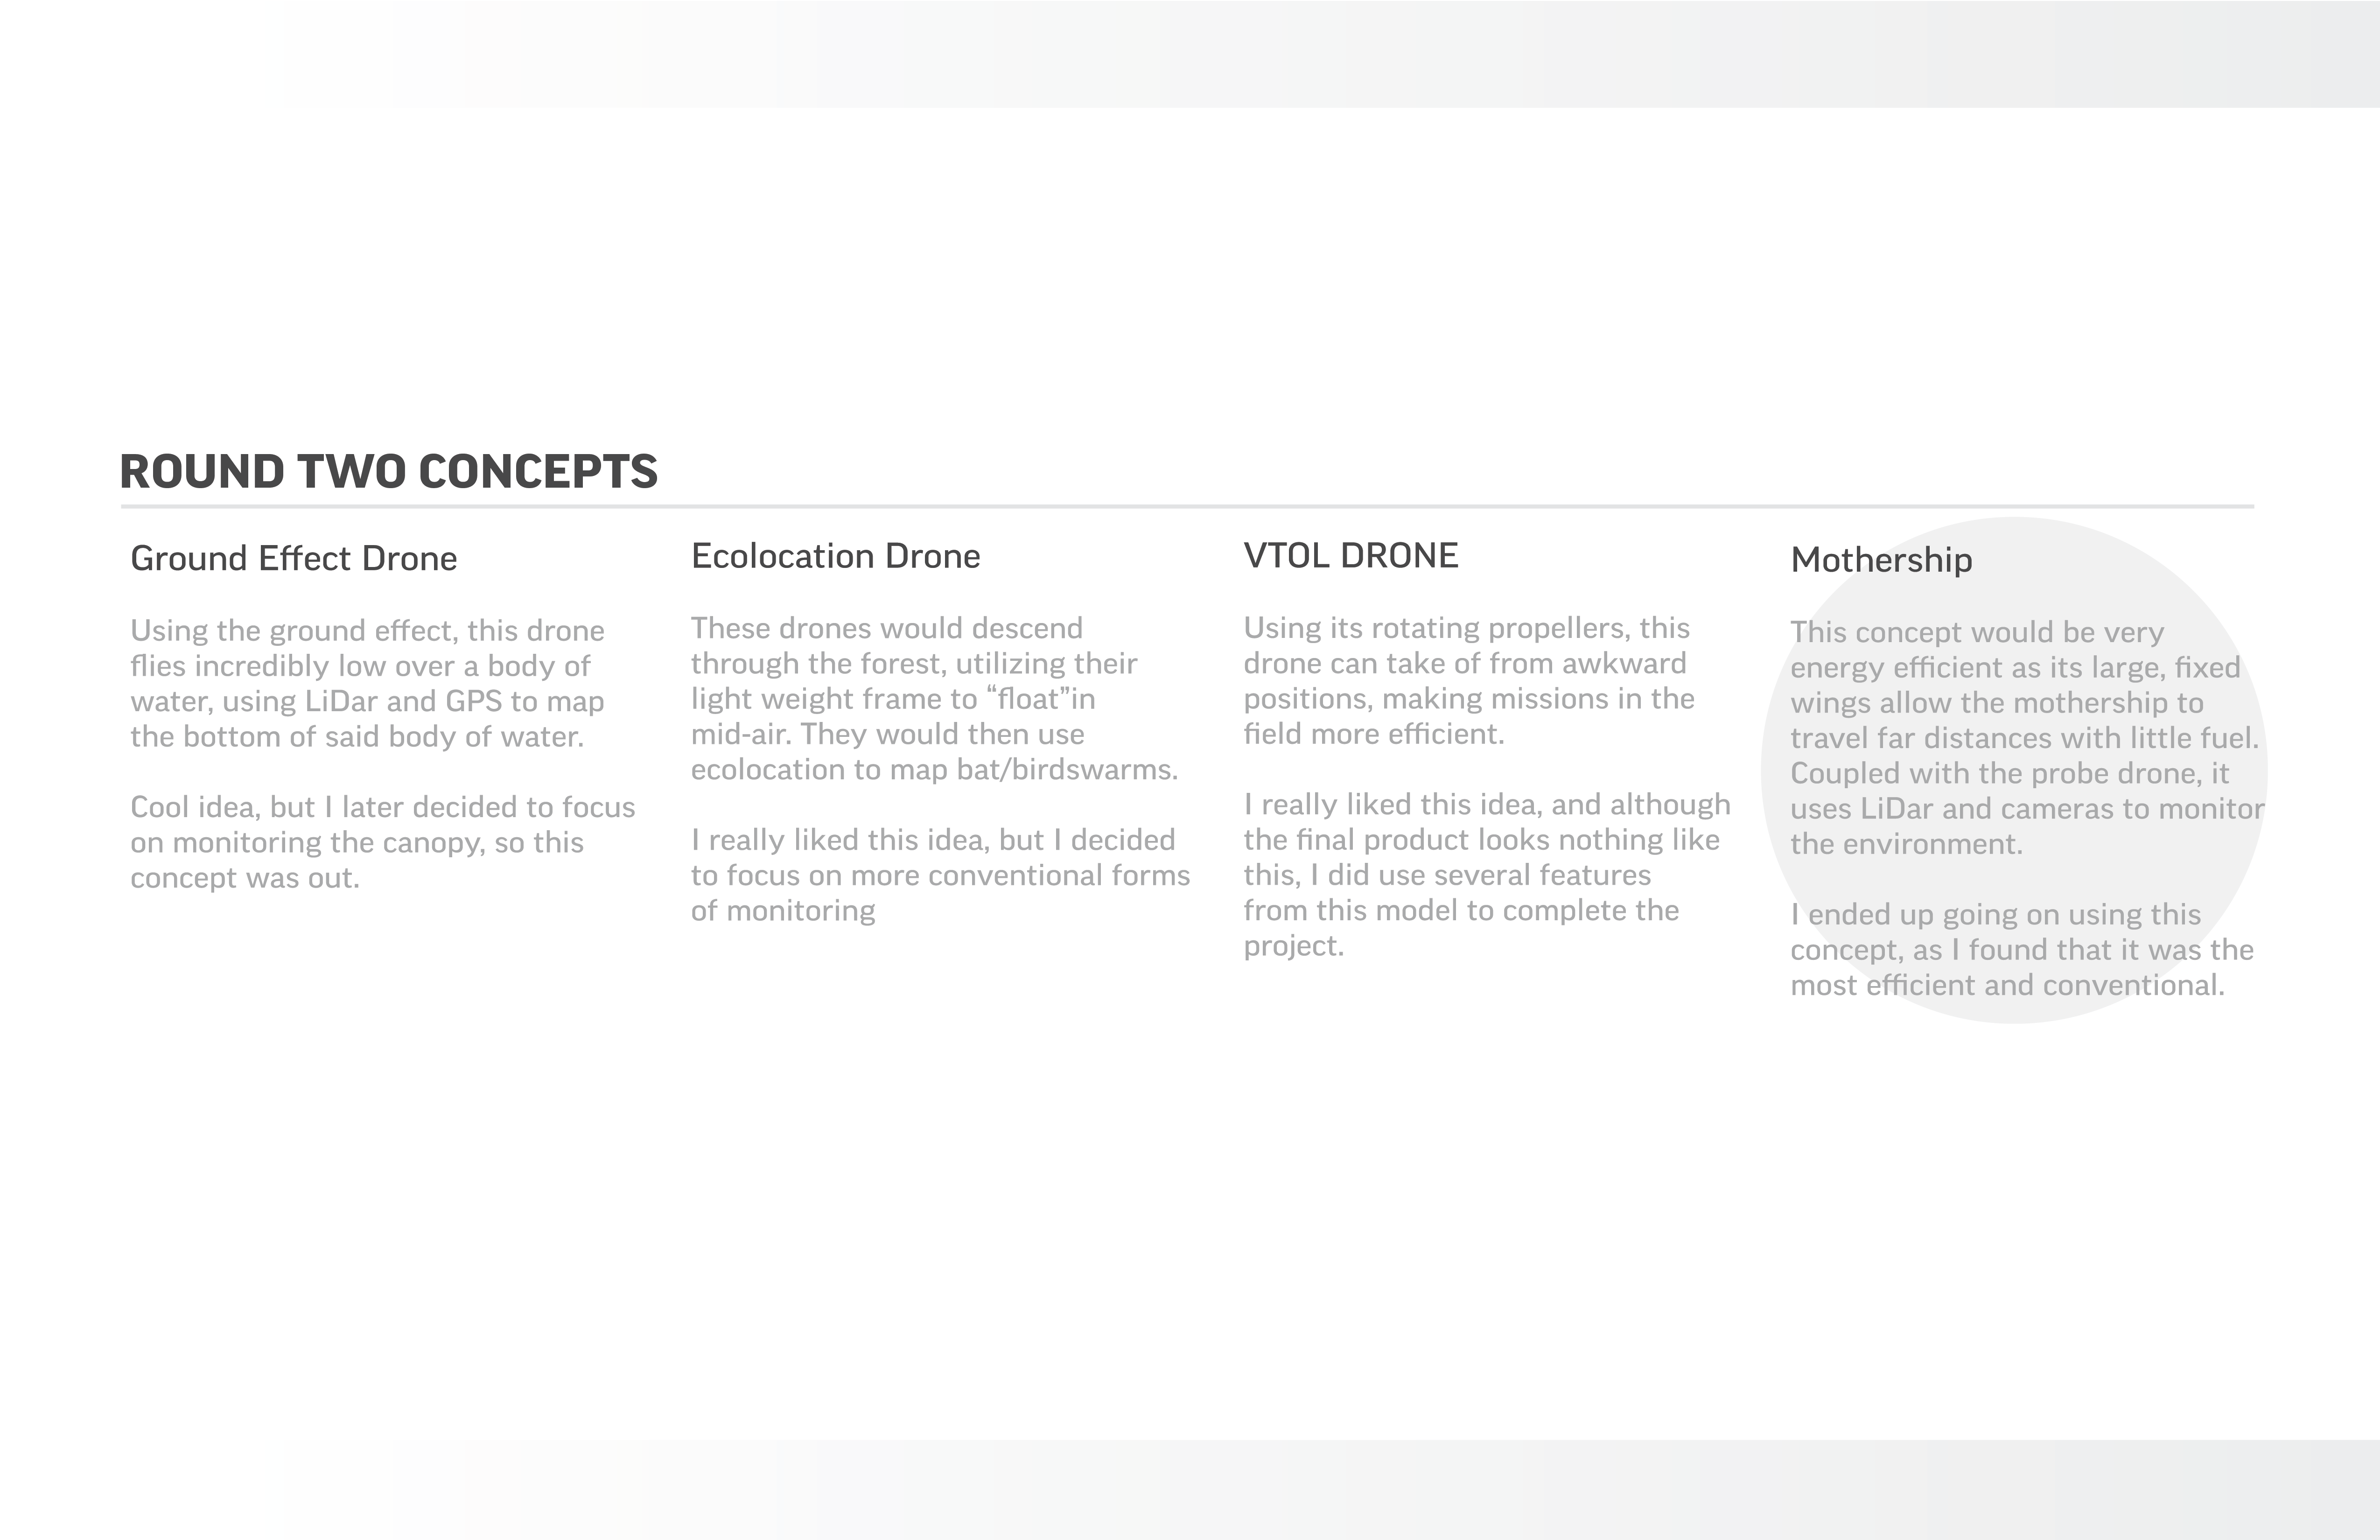 ROUND TWO CONCEPTS
Ground Effect Drone
Using the ground effect, this drone
flies incredibly low over a body of
water, using LiDar and GPS to map
the bottom of said body of water.
Cool idea, but I later decided to focus
on monitoring the canopy, so this
concept was out.
Ecolocation Drone
These drones would descend
through the forest, utilizing their
light weight frame to “float”in
mid-air. They would then use
ecolocation to map bat/birdswarms.
I really liked this idea, but I decided
to focus on more conventional forms
of monitoring
VTOL DRONE
Using its rotating propellers, this
drone can take of from awkward
positions, making missions in the
field more efficient.
I really liked this idea, and although
the final product looks nothing like
this, I did use several features
from this model to complete the
project.
Mothership
This concept would be very
energy efficient as its large, fixed
wings allow the mothership to
travel far distances with little fuel.
Coupled with the probe drone, it
uses LiDar and cameras to monitor
the environment.
I ended up going on using this
concept, as I found that it was the
most efficient and conventional.